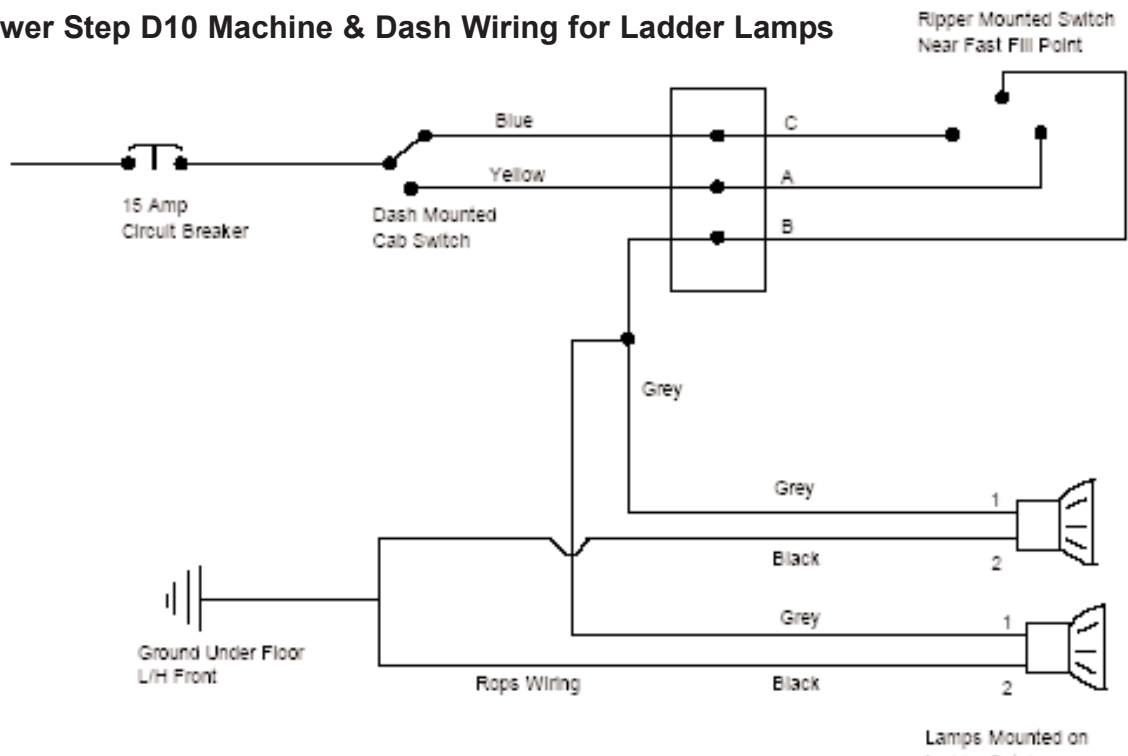 wer Step D10 Machine & Dash Wiring for Ladder Lamps
Ripper Mounted Switch
Near Fast Fill Point
Blue
C
Yellow
A
15 Amp
Circuit Breaker
Dash Mounted
Cab Switch
B
Grey
Grey
1
Black
2
Grey
1
Ground Under Floor
L/H Front
Rops Wiring
Black
2
Lamps Mounted on